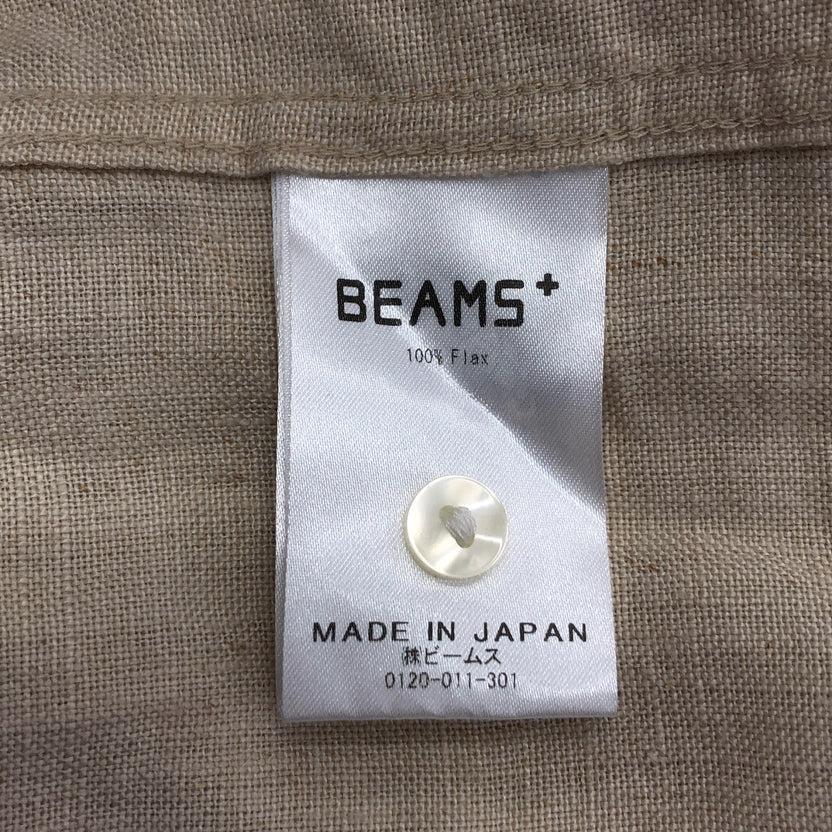 BEAMS+
100% Flax
MADE IN JAPAN
㈱ビームス
0120-011-301